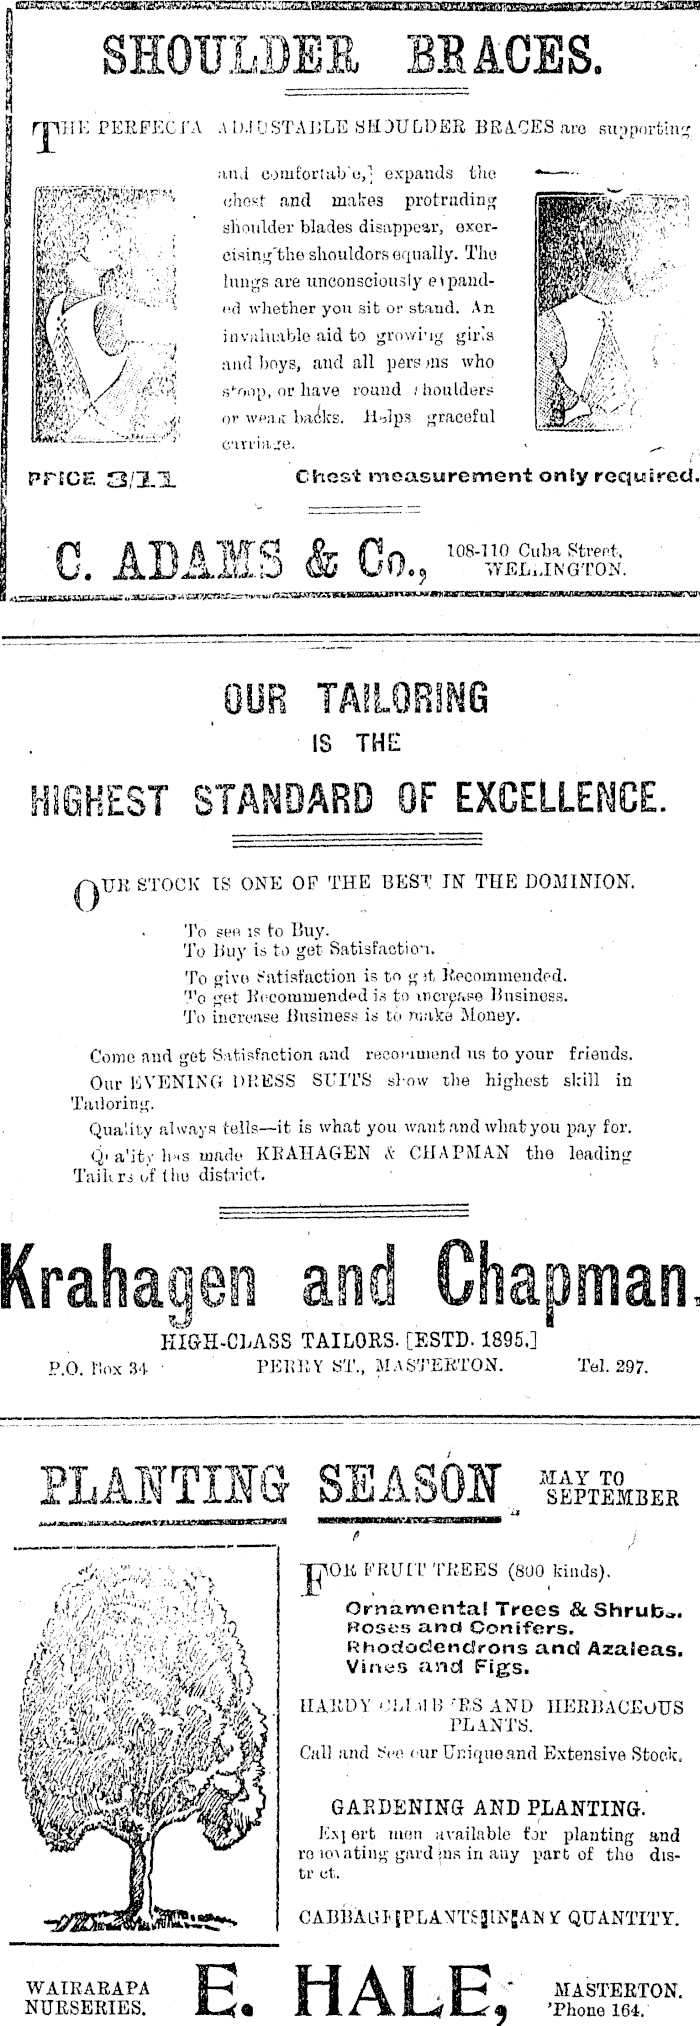 SHOULDER BRACES.
THE PERFECTA ADJUSTABLE SHOULDER BRACES are supporting
and comfortable, expands the
chest and makes protruding
shoulder blades disappear, exer-
cising the shouldors equally. The
lungs are unconsciously expand-
ed whether you sit or stand. An
invaluable aid to growing girls
and boys, and all persons who
stoop, or have round shoulders
or weak backs. Helps graceful
carriage.
PRICE 3/11
Chest measurement only required.
C. ADAMS & Co.,
108-110 Cuba Street,
WELLINGTON.
OUR TAILORING
IS THE
HIGHEST STANDARD OF EXCELLENCE.
OUR STOCK IS ONE OF THE BEST IN THE DOMINION.
To see is to Buy.
To Buy is to get Satisfaction.
To give Satisfaction is to get Recommended.
To get Recommended is to increase Business.
To increase Business is to make Money.
Come and get Satisfaction and recommend us to your friends.
Our EVENING DRESS SUITS show the highest skill in
Tailoring.
Quality always tells—it is what you want and what you pay for.
Quality has made KRAHAGEN & CHAPMAN the leading
Tailors of the district.
Krahagen and Chapman,
HIGH-CLASS TAILORS. [ESTD. 1895.]
P.O. Box 34
PERRY ST., MASTERTON.
Tel. 297.
PLANTING SEASON
MAY TO
SEPTEMBER
FOR FRUIT TREES (800 kinds).
Ornamental Trees & Shrubs.
Roses and Conifers.
Rhododendrons and Azaleas.
Vines and Figs.
HARDY CLIMBERS AND HERBACEOUS
PLANTS.
Call and See our Unique and Extensive Stock.
GARDENING AND PLANTING.
Expert men available for planting and
renovating gardens in any part of the dis-
trict.
CABBAGE PLANTS IN ANY QUANTITY.
WAIRARAPA
NURSERIES.
E. HALE,
MASTERTON.
'Phone 164.